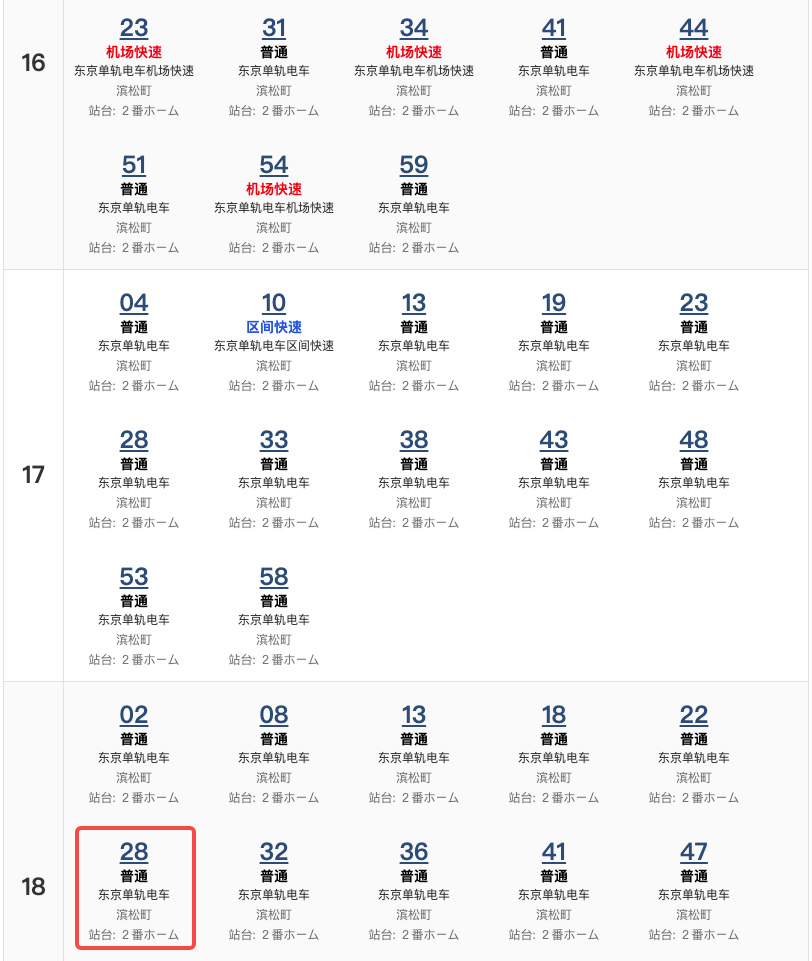 16
23 31 34 41 44
机场快速 普通 机场快速 普通 机场快速
东京单轨电车机场快速 东京单轨电车 东京单轨电车机场快速 东京单轨电车 东京单轨电车机场快速
滨松町 滨松町 滨松町 滨松町 滨松町
站台: 2 番ホーム 站台: 2 番ホーム 站台: 2 番ホーム 站台: 2 番ホーム 站台: 2 番ホーム
51 54 59
普通 机场快速 普通
东京单轨电车 东京单轨电车机场快速 东京单轨电车
滨松町 滨松町 滨松町
站台: 2 番ホーム 站台: 2 番ホーム 站台: 2 番ホーム
17
04 10 13 19 23
普通 区间快速 普通 普通 普通
东京单轨电车 东京单轨电车区间快速 东京单轨电车 东京单轨电车 东京单轨电车
滨松町 滨松町 滨松町 滨松町 滨松町
站台: 2 番ホーム 站台: 2 番ホーム 站台: 2 番ホーム 站台: 2 番ホーム 站台: 2 番ホーム
28 33 38 43 48
普通 普通 普通 普通 普通
东京单轨电车 东京单轨电车 东京单轨电车 东京单轨电车 东京单轨电车
滨松町 滨松町 滨松町 滨松町 滨松町
站台: 2 番ホーム 站台: 2 番ホーム 站台: 2 番ホーム 站台: 2 番ホーム 站台: 2 番ホーム
53 58
普通 普通
东京单轨电车 东京单轨电车
滨松町 滨松町
站台: 2 番ホーム 站台: 2 番ホーム
18
02 08 13 18 22
普通 普通 普通 普通 普通
东京单轨电车 东京单轨电车 东京单轨电车 东京单轨电车 东京单轨电车
滨松町 滨松町 滨松町 滨松町 滨松町
站台: 2 番ホーム 站台: 2 番ホーム 站台: 2 番ホーム 站台: 2 番ホーム 站台: 2 番ホーム
28 32 36 41 47
普通 普通 普通 普通 普通
东京单轨电车 东京单轨电车 东京单轨电车 东京单轨电车 东京单轨电车
滨松町 滨松町 滨松町 滨松町 滨松町
站台: 2 番ホーム 站台: 2 番ホーム 站台: 2 番ホーム 站台: 2 番ホーム 站台: 2 番ホーム